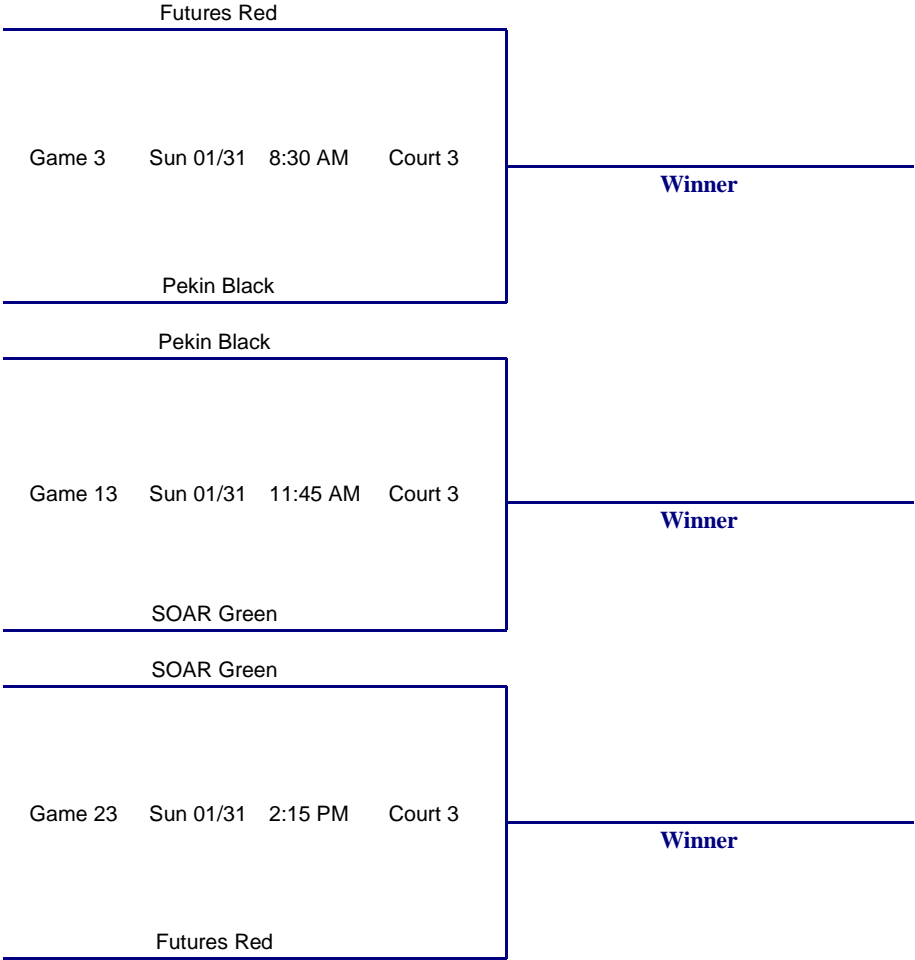 Futures Red
Game 3 Sun 01/31 8:30 AM Court 3
Winner
Pekin Black
Pekin Black
Game 13 Sun 01/31 11:45 AM Court 3
Winner
SOAR Green
SOAR Green
Game 23 Sun 01/31 2:15 PM Court 3
Winner
Futures Red